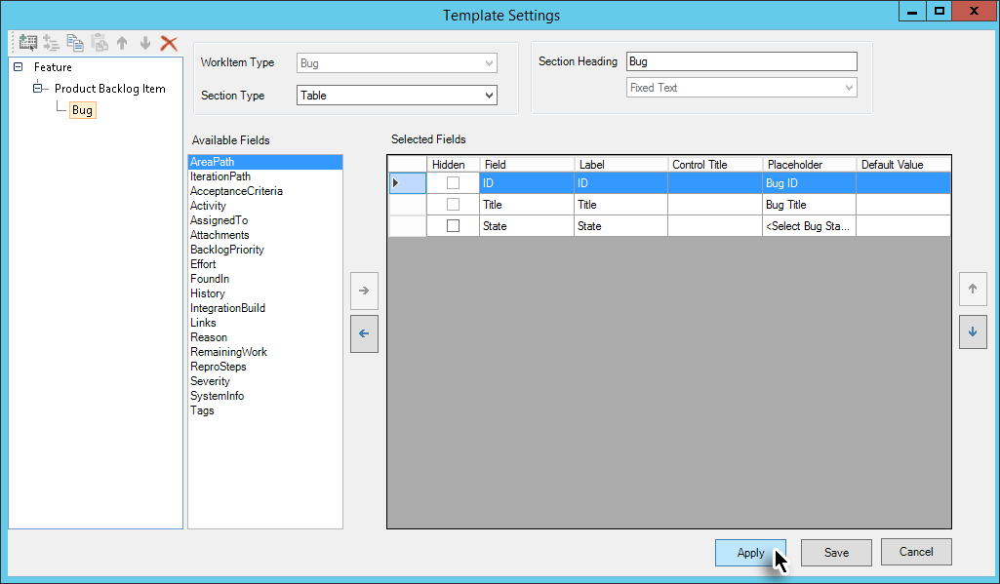 Template Settings
Feature
Product Backlog Item
Bug
WorkItem Type
Bug
Section Type
Table
Section Heading
Bug
Fixed Text
Available Fields
AreaPath
IterationPath
AcceptanceCriteria
Activity
AssignedTo
Attachments
BacklogPriority
Effort
FoundIn
History
IntegrationBuild
Links
Reason
RemainingWork
ReproSteps
Severity
SystemInfo
Tags
Selected Fields
Hidden Field Label Control Title Placeholder Default Value
ID ID Bug ID
Title Title Bug Title
State State <Select Bug Sta...
Apply Save Cancel